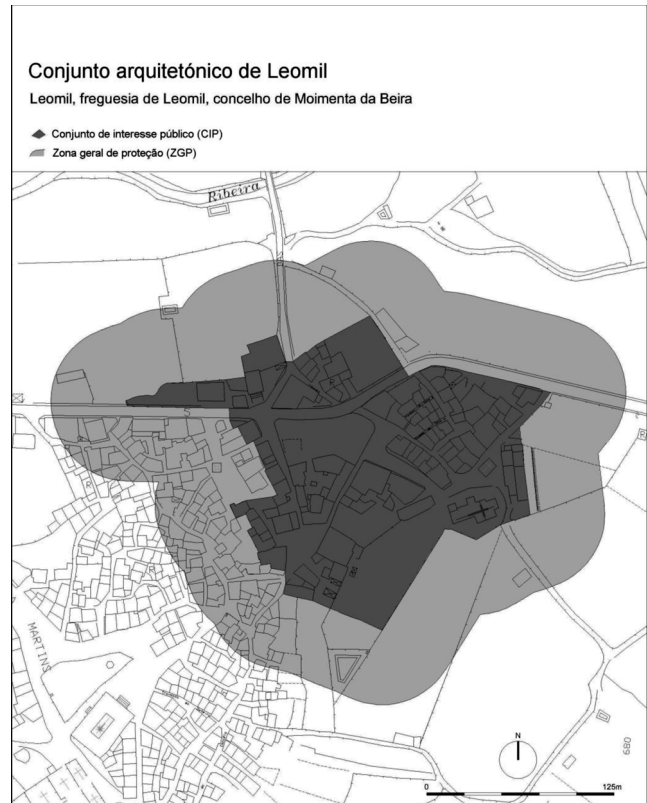 Conjunto arquitetónico de Leomil
Leomil, freguesia de Leomil, concelho de Moimenta da Beira
Conjunto de interesse público (CIP)
Zona geral de proteção (ZGP)
Ribeira
R
S
R
R
MARTINS
N
680
0 125m